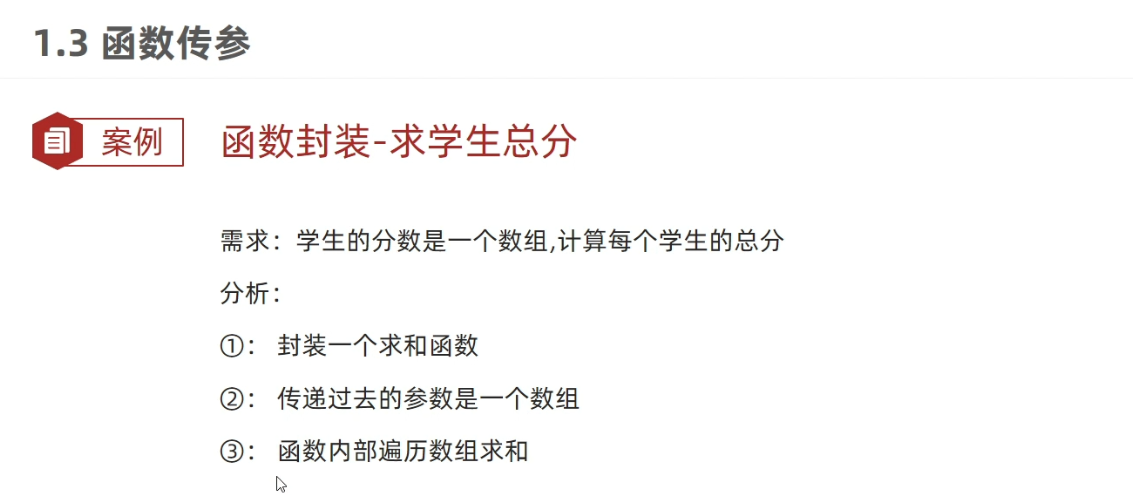 1.3 函数传参
案例
函数封装-求学生总分
需求：学生的分数是一个数组,计算每个学生的总分
分析：
①： 封装一个求和函数
②： 传递过去的参数是一个数组
③： 函数内部遍历数组求和